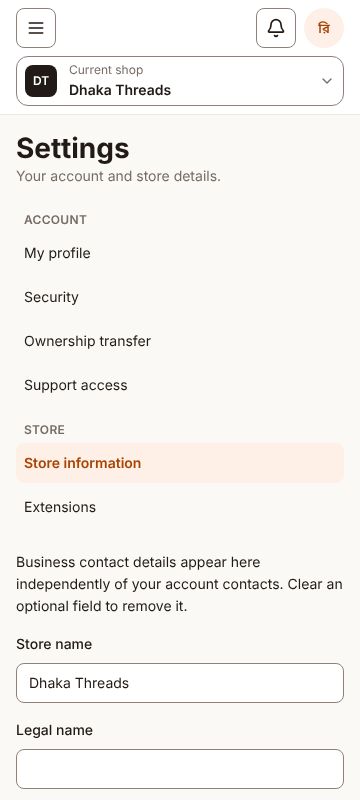 রি
DT
Current shop
Dhaka Threads
Settings
Your account and store details.
ACCOUNT
My profile
Security
Ownership transfer
Support access
STORE
Store information
Extensions
Business contact details appear here
independently of your account contacts. Clear an
optional field to remove it.
Store name
Dhaka Threads
Legal name